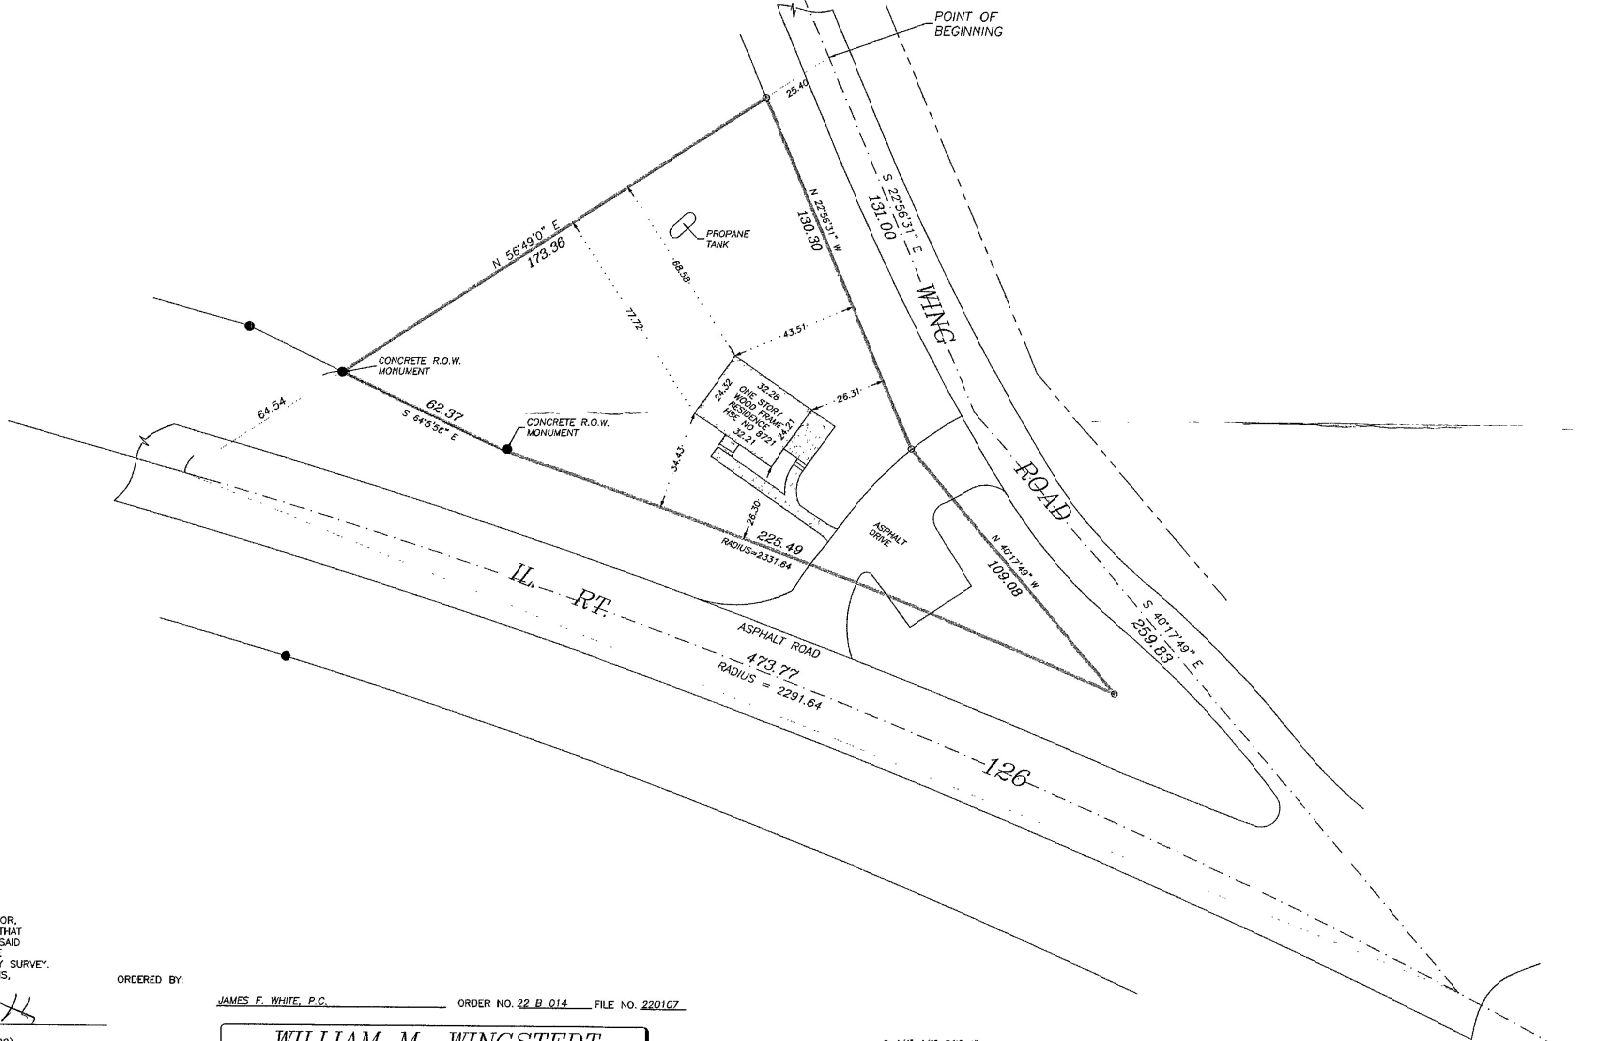 POINT OF
BEGINNING
25.40
S 22°56'31" E
131.00
N 22°56'31" W
130.30
N 56°49'0" E
173.36
PROPANE
TANK
68.58
77.72
43.51
WING
ROAD
CONCRETE R.O.W.
MONUMENT
64.54
62.37
CONCRETE R.O.W.
MONUMENT
32.26
24.32
ONE STORY
WOOD FRAME
RESIDENCE
HSE NO 8721
32.21
24.21
26.31
34.43
26.30
225.49
RADIUS=2331.64
ASPHALT
DRIVE
N 40°17'49" W
109.08
S 40°17'49" E
259.83
IL. RT.
ASPHALT ROAD
473.77
RADIUS = 2291.64
126
OR,
THAT
SAID
SURVEY.
ORDERED BY:
JAMES F. WHITE, P.C. ORDER NO. 22 B 014 FILE NO. 220107
WILLIAM M. WINGSTEDT